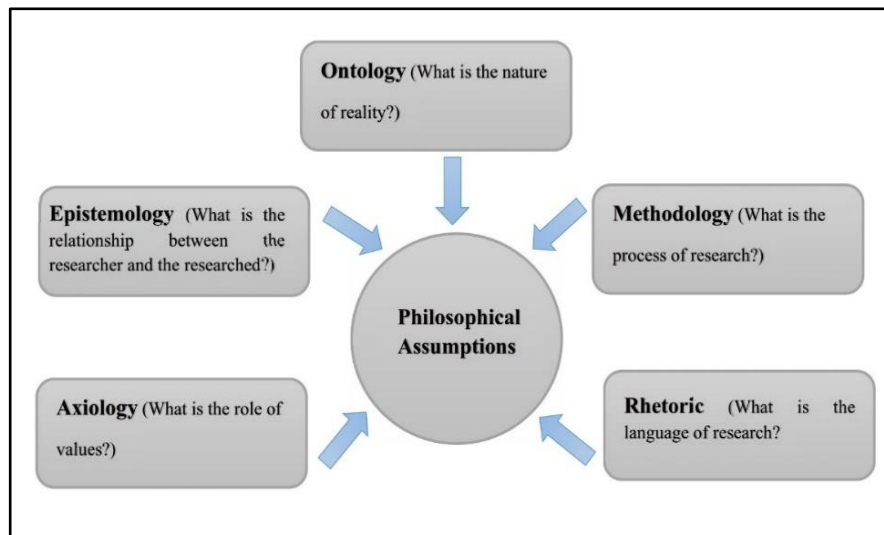 Ontology (What is the nature
of reality?)
Epistemology (What is the
relationship between the
researcher and the researched?)
Methodology (What is the
process of research?)
Philosophical
Assumptions
Axiology (What is the role of
values?)
Rhetoric (What is the
language of research?